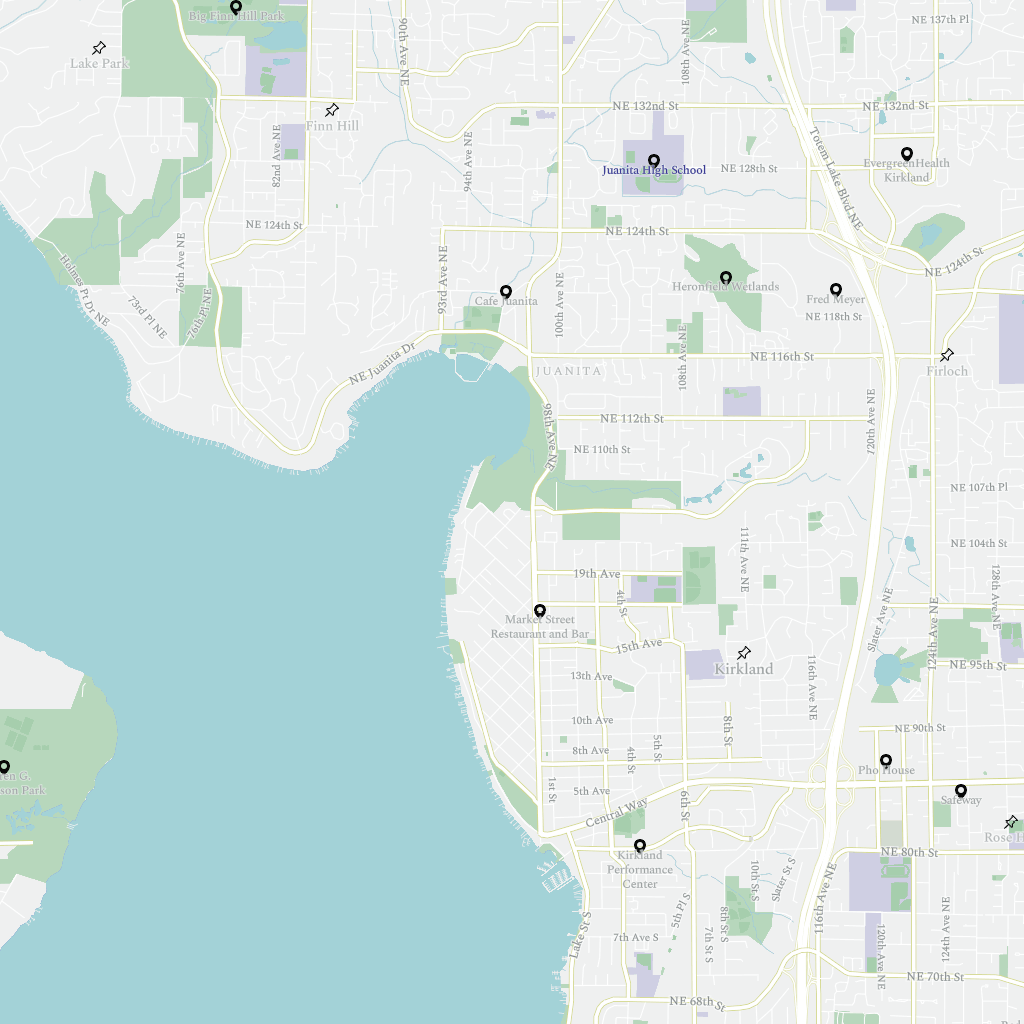 Big Finn Hill Park
Lake Park
90th Ave NE
108th Ave NE
NE 137th Pl
Finn Hill
NE 132nd St
NE 132nd St
82nd Ave NE
94th Ave NE
Totem Lake Blvd NE
Juanita High School
NE 128th St
EvergreenHealth
Kirkland
NE 124th St
NE 124th St
NE 124th St
76th Ave NE
Holmes Pt Dr NE
73rd Pl NE
76th Pl NE
93rd Ave NE
Cafe Juanita
100th Ave NE
Heronfield Wetlands
Fred Meyer
NE 118th St
NE Juanita Dr
JUANITA
108th Ave NE
NE 116th St
Firloch
98th Ave NE
NE 112th St
120th Ave NE
NE 110th St
NE 107th Pl
111th Ave NE
NE 104th St
19th Ave
4th St
128th Ave NE
Slater Ave NE
124th Ave NE
Market Street
Restaurant and Bar
15th Ave
Kirkland
NE 95th St
13th Ave
116th Ave NE
10th Ave
8th St
NE 90th St
8th Ave
4th St
5th St
Pho House
1st St
5th Ave
Central Way
6th St
Safeway
ren G.
son Park
Rose H
Kirkland
Performance
Center
NE 80th St
10th St S
Slater St S
116th Ave NE
Lake St S
7th Ave S
5th Pl S
7th St S
8th St S
120th Ave NE
124th Ave NE
NE 70th St
NE 68th St